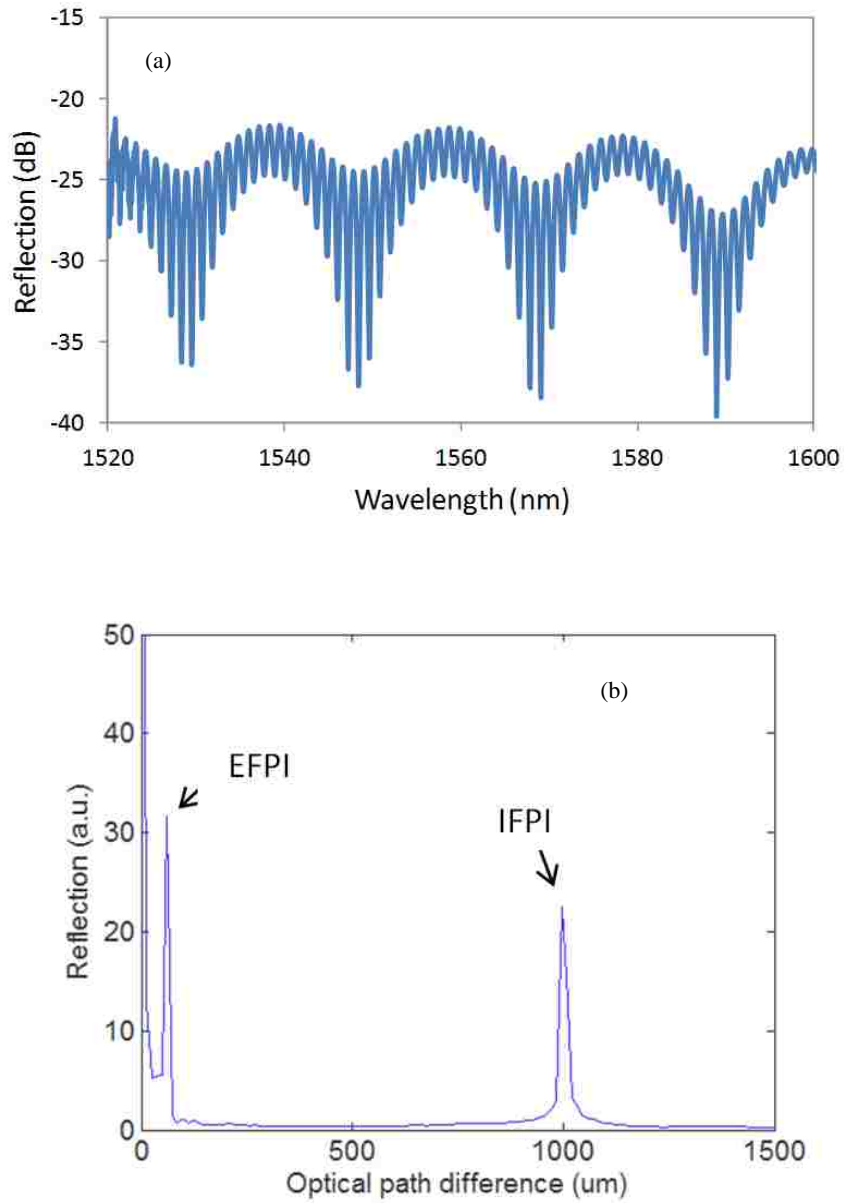 (a)
-15
-20
-25
-30
-35
-40
Reflection (dB)
1520 1540 1560 1580 1600
Wavelength (nm)
(b)
50
40
30
20
10
0
Reflection (a.u.)
EFPI
IFPI
0 500 1000 1500
Optical path difference (um)